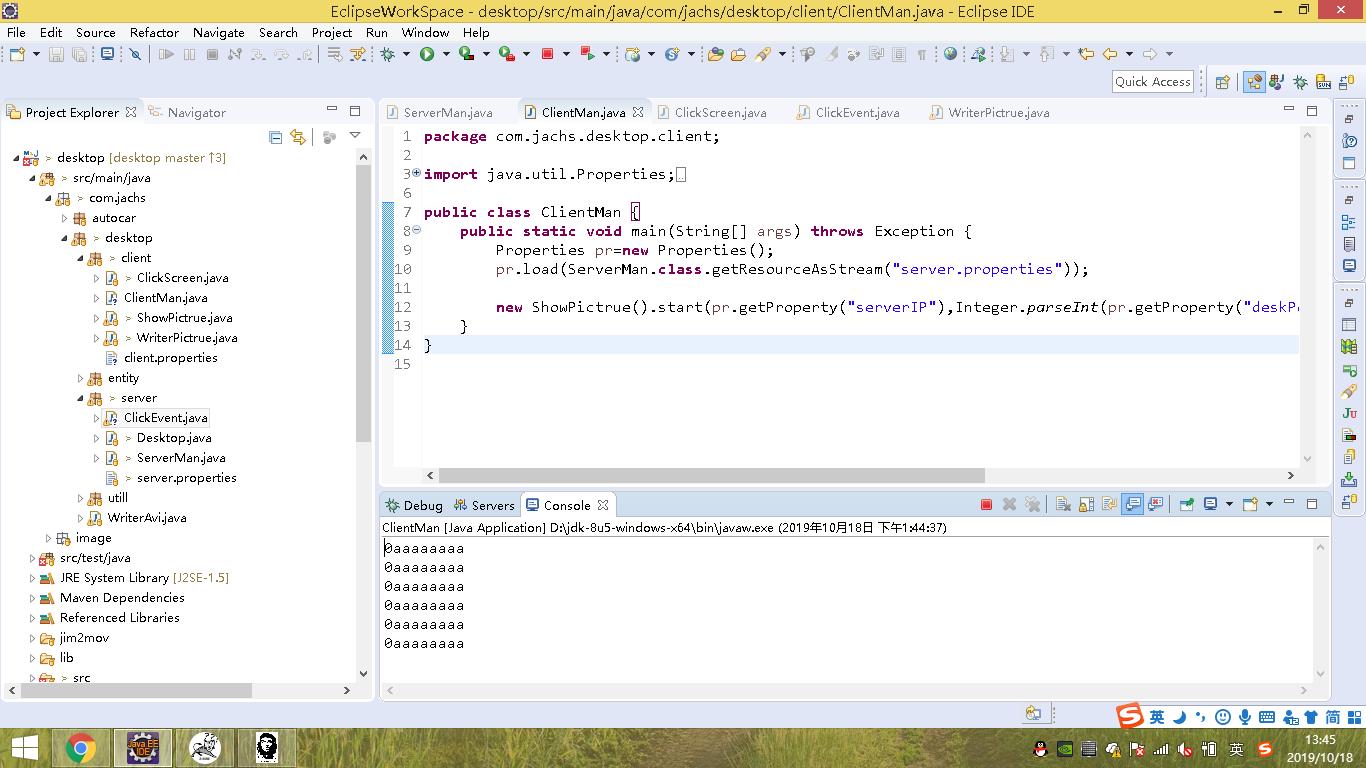 EclipseWorkSpace - desktop/src/main/java/com/jachs/desktop/client/ClientMan.java - Eclipse IDE
File Edit Source Refactor Navigate Search Project Run Window Help
Quick Access
Project Explorer Navigator
> desktop [desktop master ↑3]
> src/main/java
> com.jachs
autocar
> desktop
> client
> ClickScreen.java
ClientMan.java
> ShowPictrue.java
> WriterPictrue.java
client.properties
entity
> server
ClickEvent.java
> Desktop.java
> ServerMan.java
> server.properties
utill
WriterAvi.java
image
src/test/java
JRE System Library [J2SE-1.5]
Maven Dependencies
Referenced Libraries
jim2mov
lib
> src
ServerMan.java ClientMan.java ClickScreen.java ClickEvent.java WriterPictrue.java
1 package com.jachs.desktop.client;
2
3 import java.util.Properties;
6
7 public class ClientMan {
8 public static void main(String[] args) throws Exception {
9 Properties pr=new Properties();
10 pr.load(ServerMan.class.getResourceAsStream("server.properties"));
11
12 new ShowPictrue().start(pr.getProperty("serverIP"),Integer.parseInt(pr.getProperty("deskP
13 }
14 }
15
Debug Servers Console
ClientMan [Java Application] D:\jdk-8u5-windows-x64\bin\javaw.exe (2019年10月18日 下午1:44:37)
0aaaaaaaa
0aaaaaaaa
0aaaaaaaa
0aaaaaaaa
0aaaaaaaa
0aaaaaaaa
英 简
Java EE IDE
英
13:45
2019/10/18